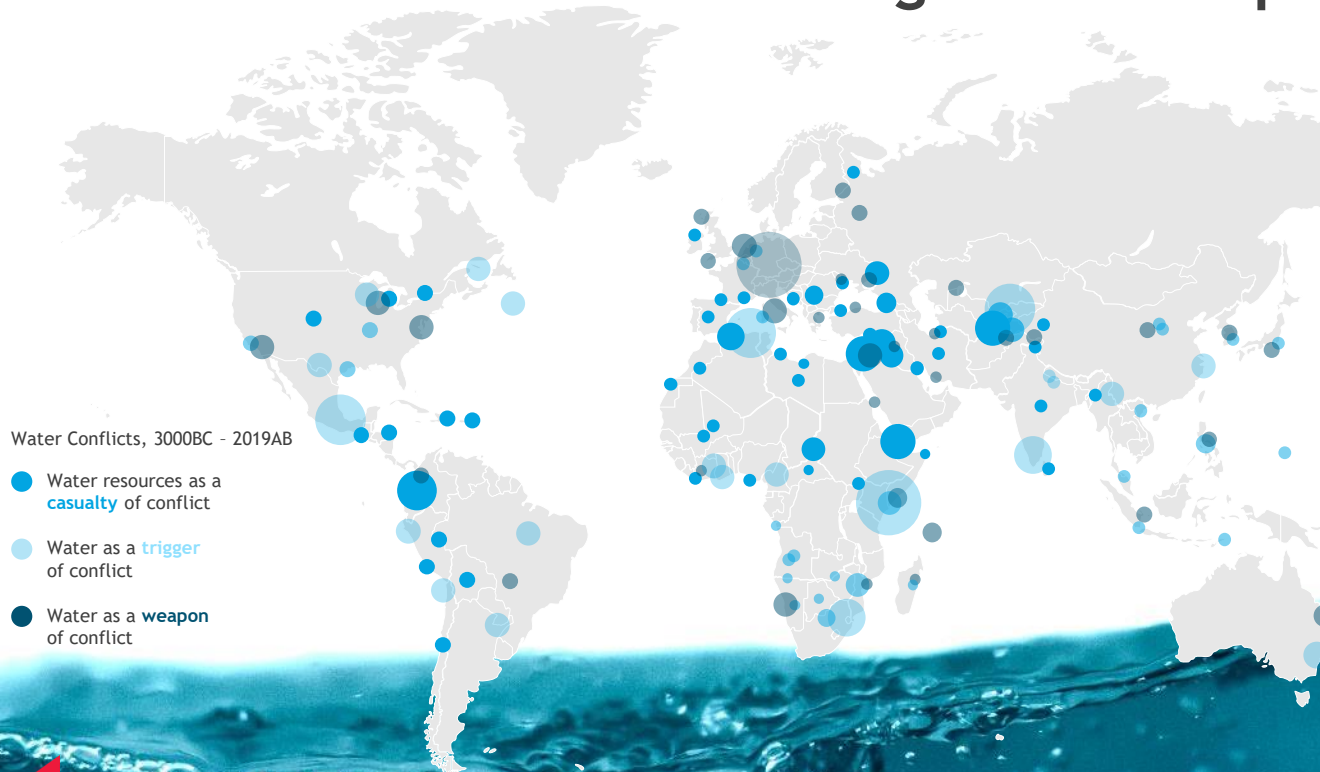 Water Conflicts, 3000BC – 2019AB
Water resources as a
casualty of conflict
Water as a trigger
of conflict
Water as a weapon
of conflict